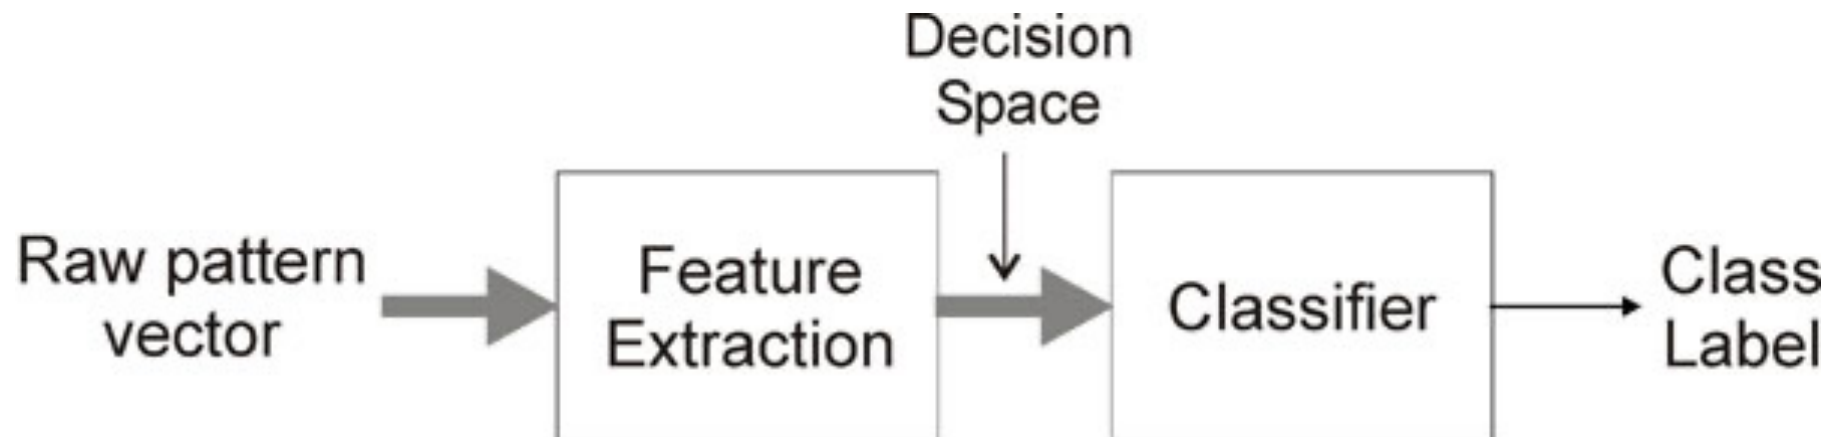 Decision
Space
Raw pattern
vector
Feature
Extraction
Classifier
Class
Label